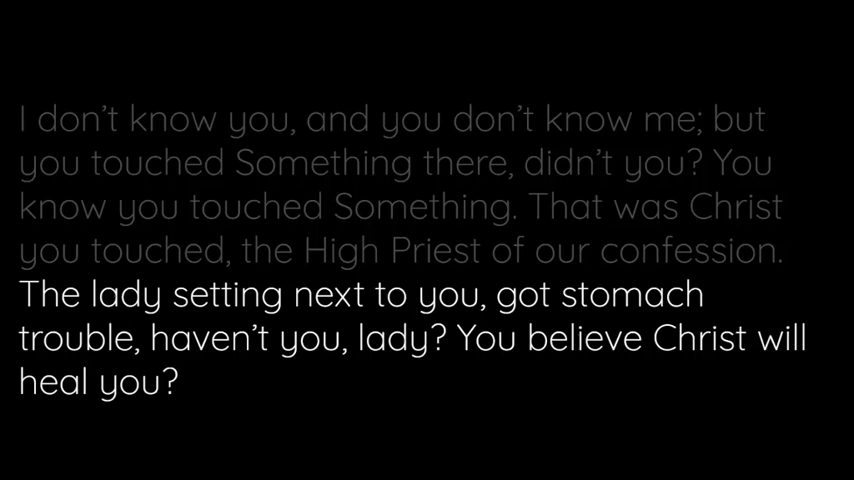 I don't know you, and you don't know me; but
you touched Something there, didn't you? You
know you touched Something. That was Christ
you touched, the High Priest of our confession.
The lady setting next to you, got stomach
trouble, haven't you, lady? You believe Christ will
heal you?